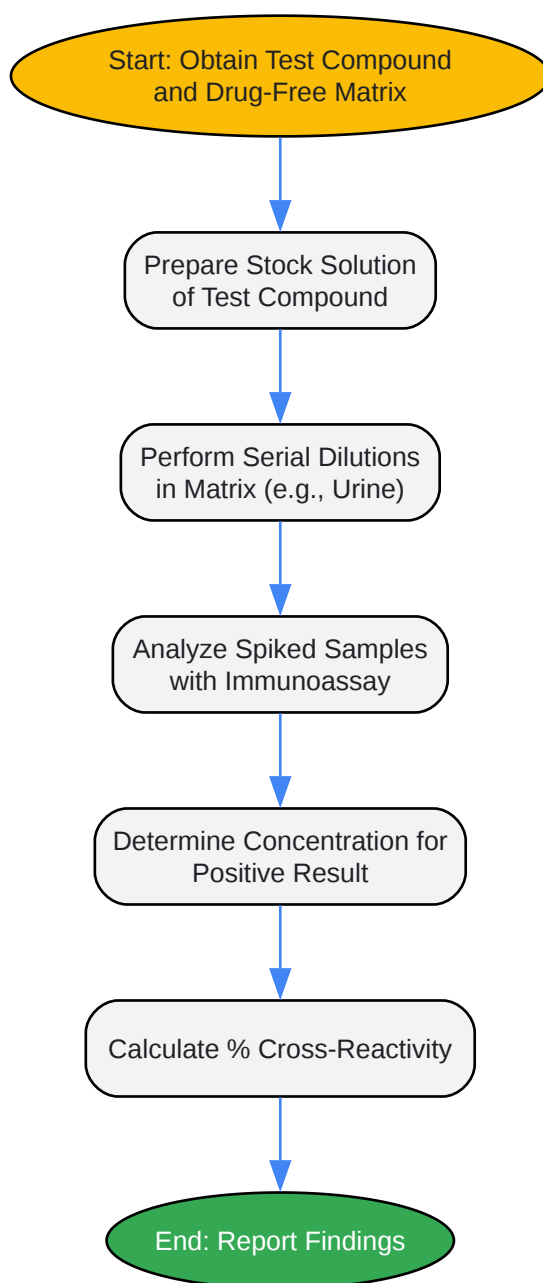 Start: Obtain Test Compound
and Drug-Free Matrix
Prepare Stock Solution
of Test Compound
Perform Serial Dilutions
in Matrix (e.g., Urine)
Analyze Spiked Samples
with Immunoassay
Determine Concentration for
Positive Result
Calculate % Cross-Reactivity
End: Report Findings